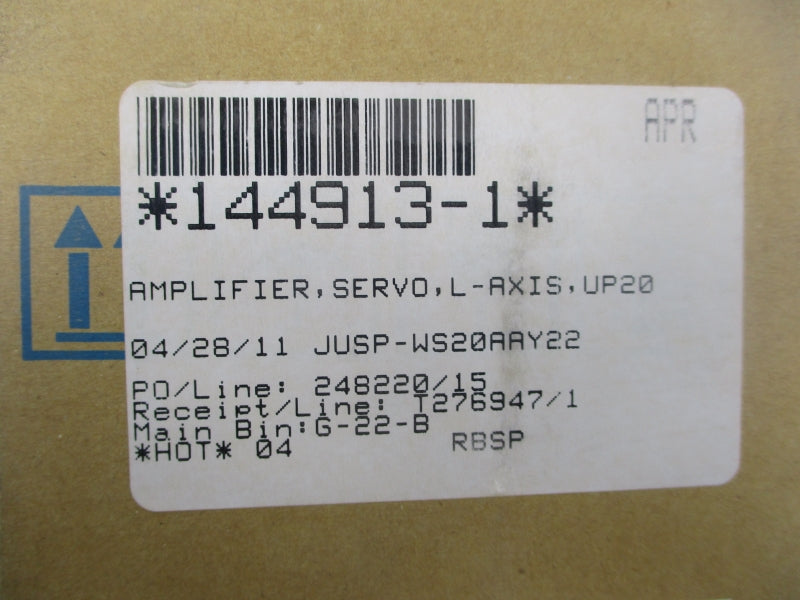 APR
*144913-1*
AMPLIFIER,SERVO,L-AXIS,UP20
04/28/11 JUSP-WS20AAY22
PO/Line: 248220/15
Receipt/Line: T276947/1
Main Bin:G-22-B
*HOT* 04 RBSP